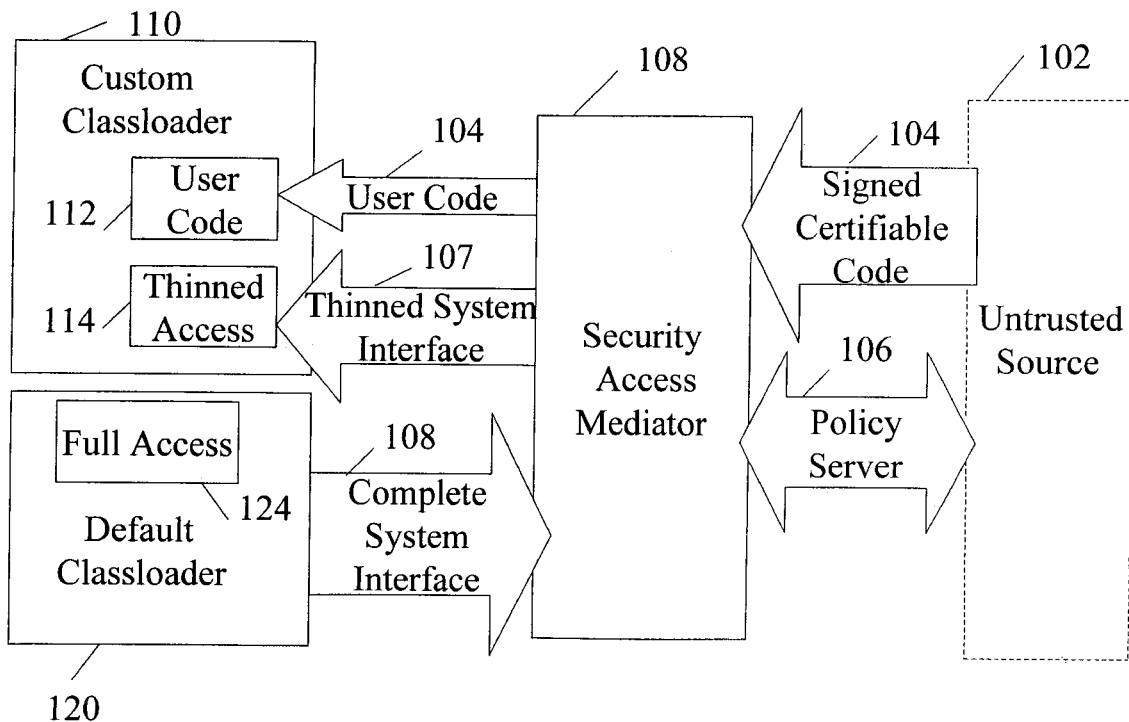 110
Custom
Classloader
104
User
Code
User Code
112
107
Thinned
Access
Thinned System
Interface
114
Full Access
124
Default
Classloader
108
Complete
System
Interface
120
108
Security
Access
Mediator
102
104
Signed
Certifiable
Code
106
Policy
Server
Untrusted
Source